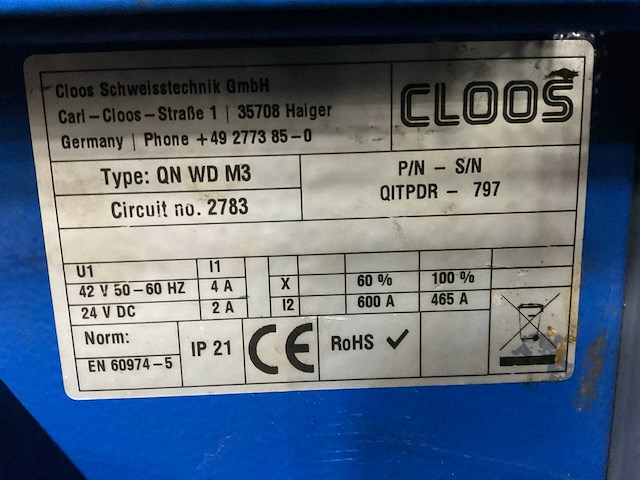 Cloos Schweisstechnik GmbH
Carl-Cloos-Straße 1 | 35708 Haiger
Germany | Phone +49 2773 85-0
CLOOS
Type: QN WD M3
Circuit no. 2783
P/N - S/N
QITPDR - 797
U1 I1
42 V 50-60 HZ 4 A X 60 % 100 %
24 V DC 2 A I2 600 A 465 A
Norm:
EN 60974-5
IP 21
CE
RoHS ✓